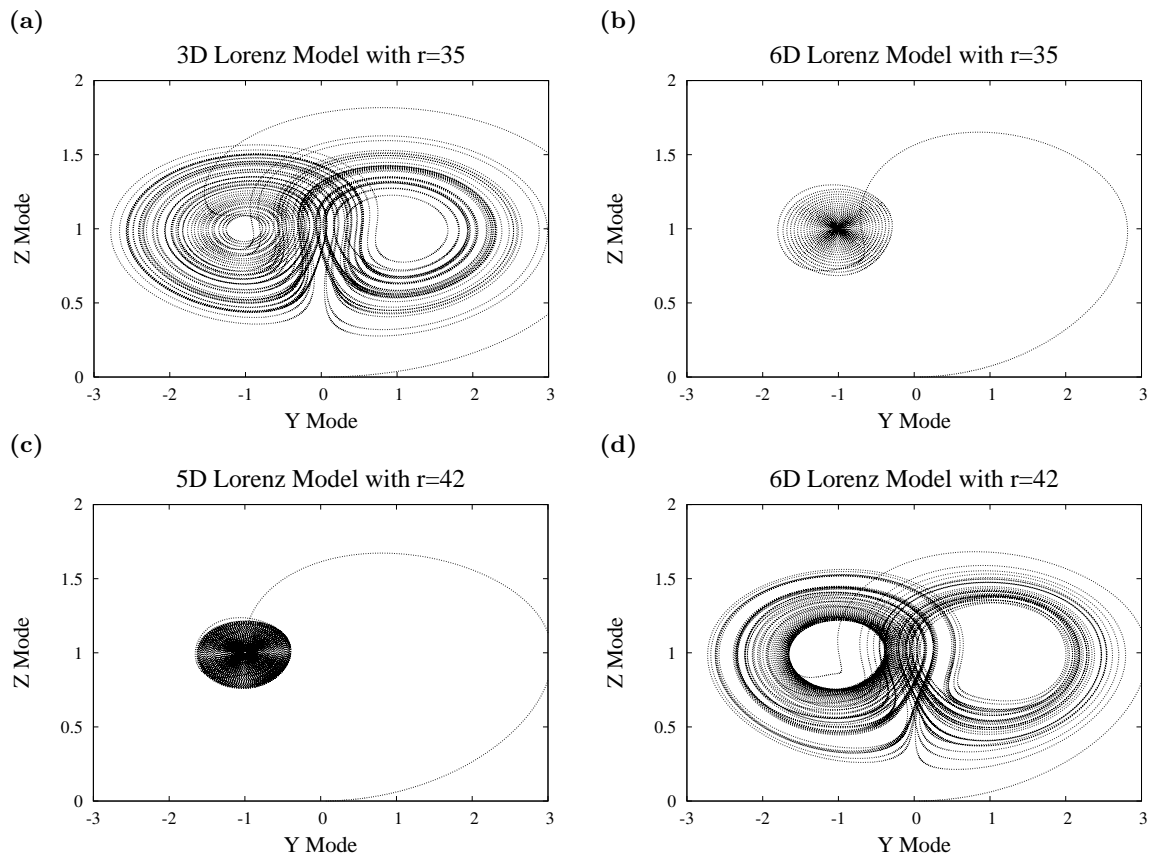 (a)
3D Lorenz Model with r=35
2
1.5
1
0.5
0
Z Mode
-3 -2 -1 0 1 2 3
Y Mode
(b)
6D Lorenz Model with r=35
2
1.5
1
0.5
0
Z Mode
-3 -2 -1 0 1 2 3
Y Mode
(c)
5D Lorenz Model with r=42
2
1.5
1
0.5
0
Z Mode
-3 -2 -1 0 1 2 3
Y Mode
(d)
6D Lorenz Model with r=42
2
1.5
1
0.5
0
Z Mode
-3 -2 -1 0 1 2 3
Y Mode